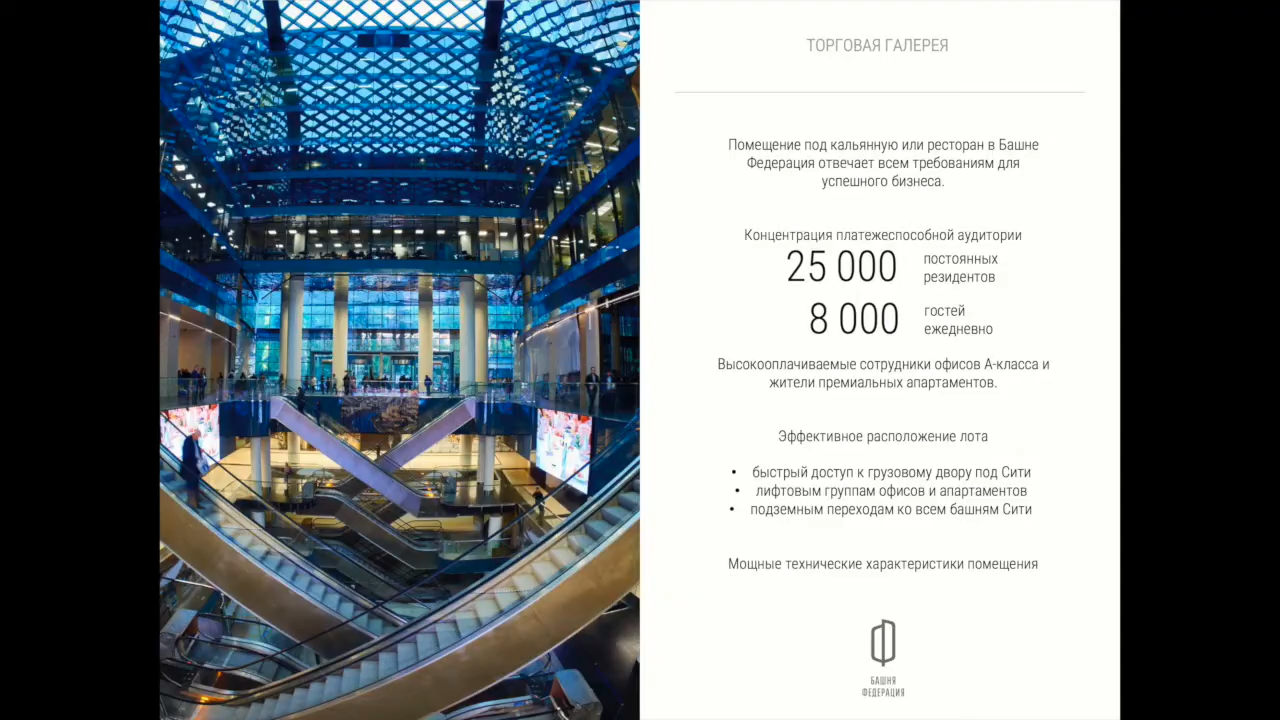 ТОРГОВАЯ ГАЛЕРЕЯ
Помещение под кальянную или ресторан в Башне
Федерация отвечает всем требованиям для
успешного бизнеса.
Концентрация платежеспособной аудитории
25 000 постоянных
резидентов
8 000 гостей
ежедневно
Высокооплачиваемые сотрудники офисов А-класса и
жители премиальных апартаментов.
Эффективное расположение лота
• быстрый доступ к грузовому двору под Сити
• лифтовым группам офисов и апартаментов
• подземным переходам ко всем башням Сити
Мощные технические характеристики помещения
БАШНЯ
ФЕДЕРАЦИЯ